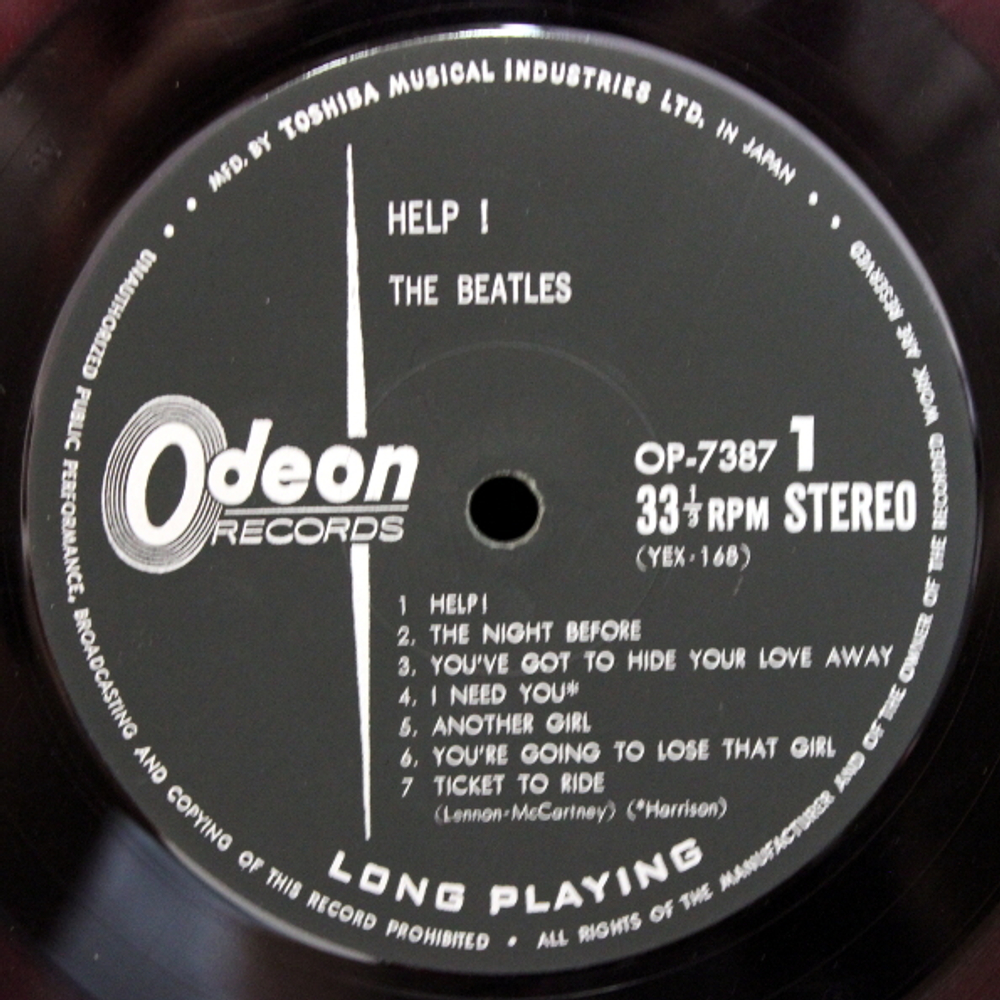 MFD. BY TOSHIBA MUSICAL INDUSTRIES LTD. IN JAPAN
HELP !
THE BEATLES
Odeon
RECORDS
OP-7387 1
33 1/3 RPM STEREO
(YEX-168)
1 HELP!
2. THE NIGHT BEFORE
3. YOU'VE GOT TO HIDE YOUR LOVE AWAY
4. I NEED YOU*
5. ANOTHER GIRL
6. YOU'RE GOING TO LOSE THAT GIRL
7 TICKET TO RIDE
(Lennon-McCartney) (*Harrison)
LONG PLAYING
UNAUTHORIZED PUBLIC PERFORMANCE, BROADCASTING AND COPYING OF THIS RECORD PROHIBITED • ALL RIGHTS OF THE MANUFACTURER AND OF THE OWNER OF THE RECORDED WORK ARE RESERVED